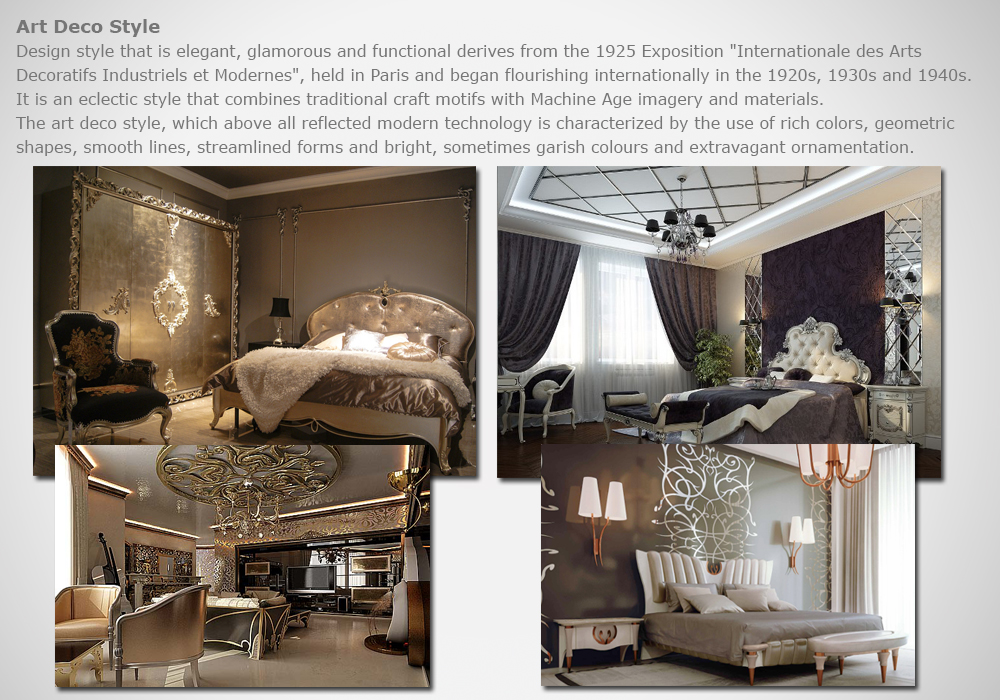 Art Deco Style
Design style that is elegant, glamorous and functional derives from the 1925 Exposition "Internationale des Arts
Decoratifs Industriels et Modernes", held in Paris and began flourishing internationally in the 1920s, 1930s and 1940s.
It is an eclectic style that combines traditional craft motifs with Machine Age imagery and materials.
The art deco style, which above all reflected modern technology is characterized by the use of rich colors, geometric
shapes, smooth lines, streamlined forms and bright, sometimes garish colours and extravagant ornamentation.